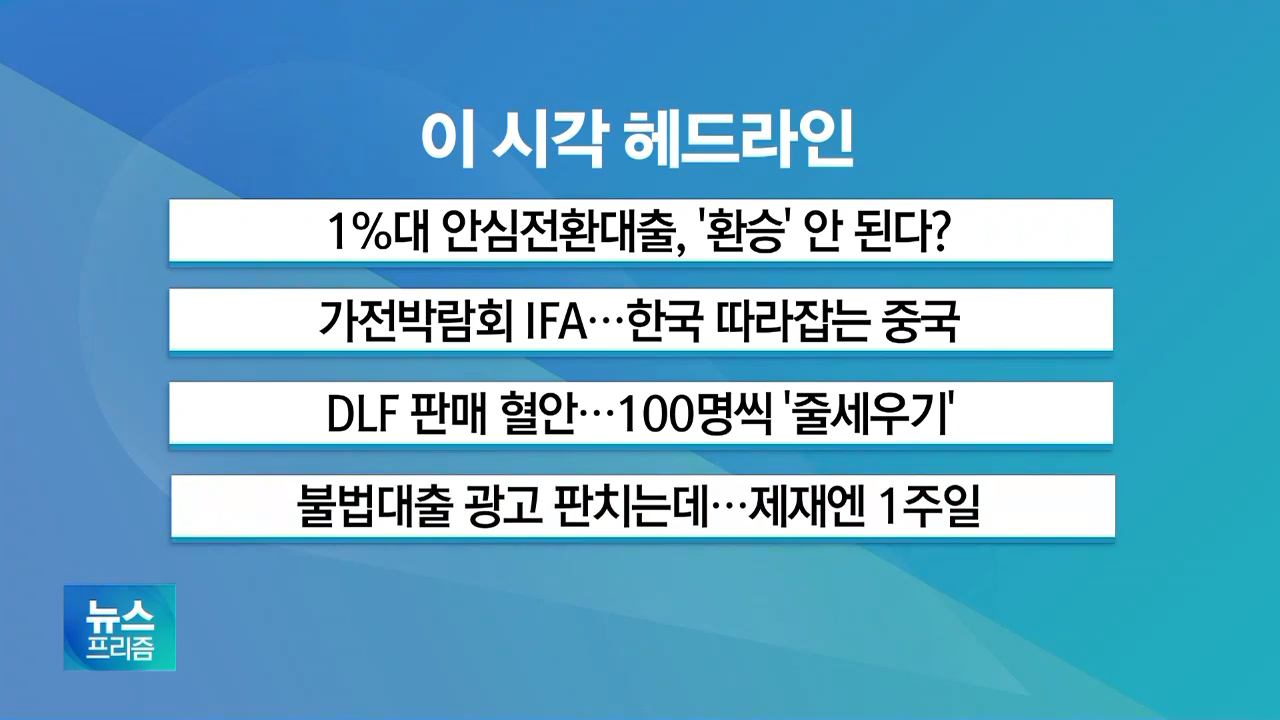 이 시각 헤드라인
1%대 안심전환대출, '환승' 안 된다?
가전박람회 IFA…한국 따라잡는 중국
DLF 판매 혈안…100명씩 '줄세우기'
불법대출 광고 판치는데…제재엔 1주일
뉴스
프리즘